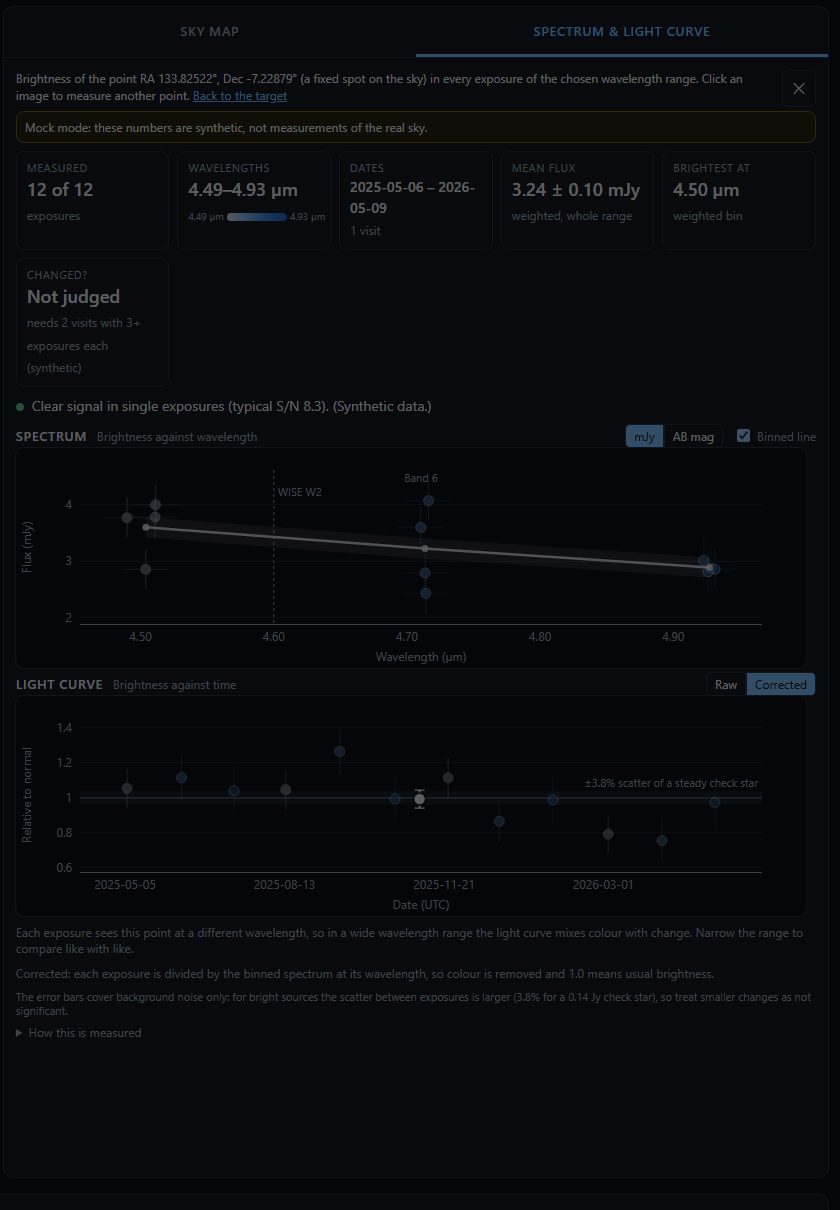 SKY MAP
SPECTRUM & LIGHT CURVE
Brightness of the point RA 133.82522°, Dec -7.22879° (a fixed spot on the sky) in every exposure of the chosen wavelength range. Click an
image to measure another point. Back to the target
Mock mode: these numbers are synthetic, not measurements of the real sky.
MEASURED
12 of 12
exposures
WAVELENGTHS
4.49–4.93 µm
4.49 µm
4.93 µm
DATES
2025-05-06 – 2026-
05-09
1 visit
MEAN FLUX
3.24 ± 0.10 mJy
weighted, whole range
BRIGHTEST AT
4.50 µm
weighted bin
CHANGED?
Not judged
needs 2 visits with 3+
exposures each
(synthetic)
Clear signal in single exposures (typical S/N 8.3). (Synthetic data.)
SPECTRUM
Brightness against wavelength
mJy
AB mag
Binned line
WISE W2
Band 6
4
3
2
Flux (mJy)
4.50
4.60
4.70
4.80
4.90
Wavelength (µm)
LIGHT CURVE
Brightness against time
Raw
Corrected
1.4
1.2
1
0.8
0.6
Relative to normal
±3.8% scatter of a steady check star
2025-05-05
2025-08-13
2025-11-21
2026-03-01
Date (UTC)
Each exposure sees this point at a different wavelength, so in a wide wavelength range the light curve mixes colour with change. Narrow the range to
compare like with like.
Corrected: each exposure is divided by the binned spectrum at its wavelength, so colour is removed and 1.0 means usual brightness.
The error bars cover background noise only: for bright sources the scatter between exposures is larger (3.8% for a 0.14 Jy check star), so treat smaller changes as not
significant.
How this is measured